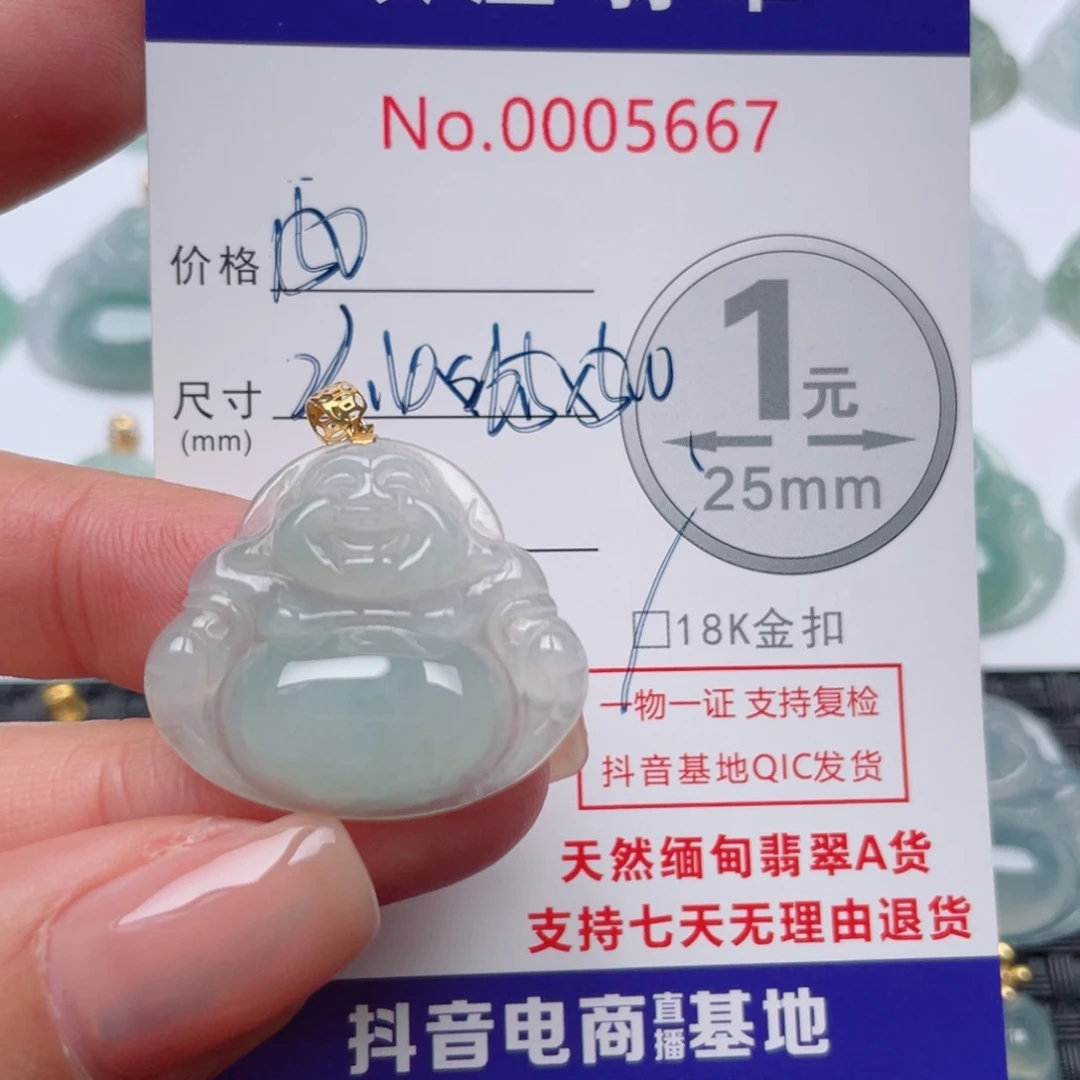 No.0005667
价格
尺寸
(mm)
1元
25mm
18K金扣
一物一证 支持复检
抖音基地QIC发货
天然缅甸翡翠A货
支持七天无理由退货
抖音电商直播基地